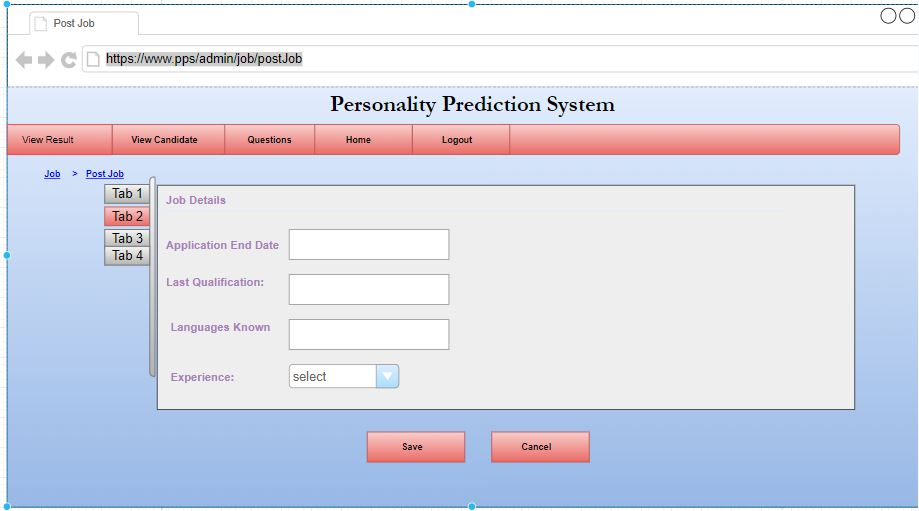 Post Job
https://www.pps/admin/job/postJob
Personality Prediction System
View Result View Candidate Questions Home Logout
Job > Post Job
Tab 1
Tab 2
Tab 3
Tab 4
Job Details
Application End Date
Last Qualification:
Languages Known
Experience: select
Save Cancel